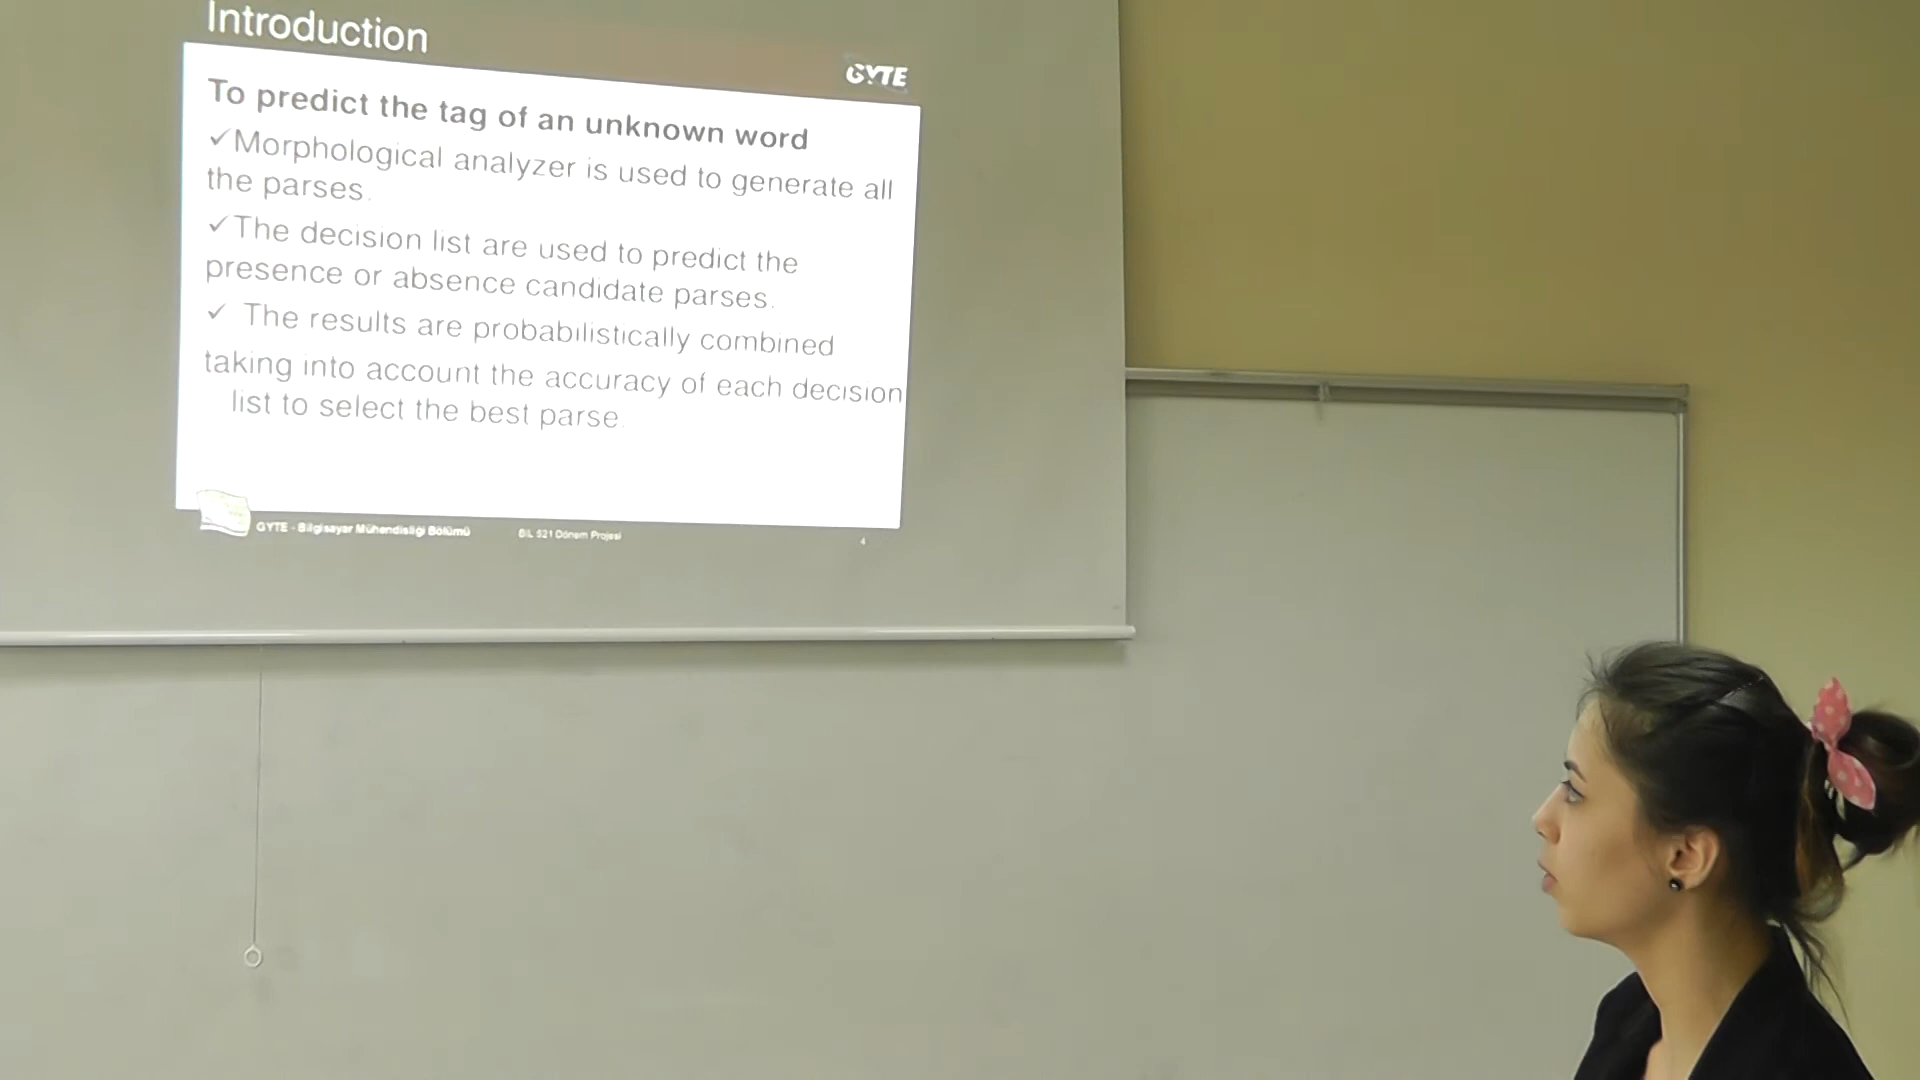 Introduction
GYTE
To predict the tag of an unknown word
✓Morphological analyzer is used to generate all
the parses.
✓The decision list are used to predict the
presence or absence candidate parses.
✓ The results are probabilistically combined
taking into account the accuracy of each decision
list to select the best parse.
GYTE - Bilgisayar Mühendisliği Bölümü
BİL 521 Dönem Projesi
4